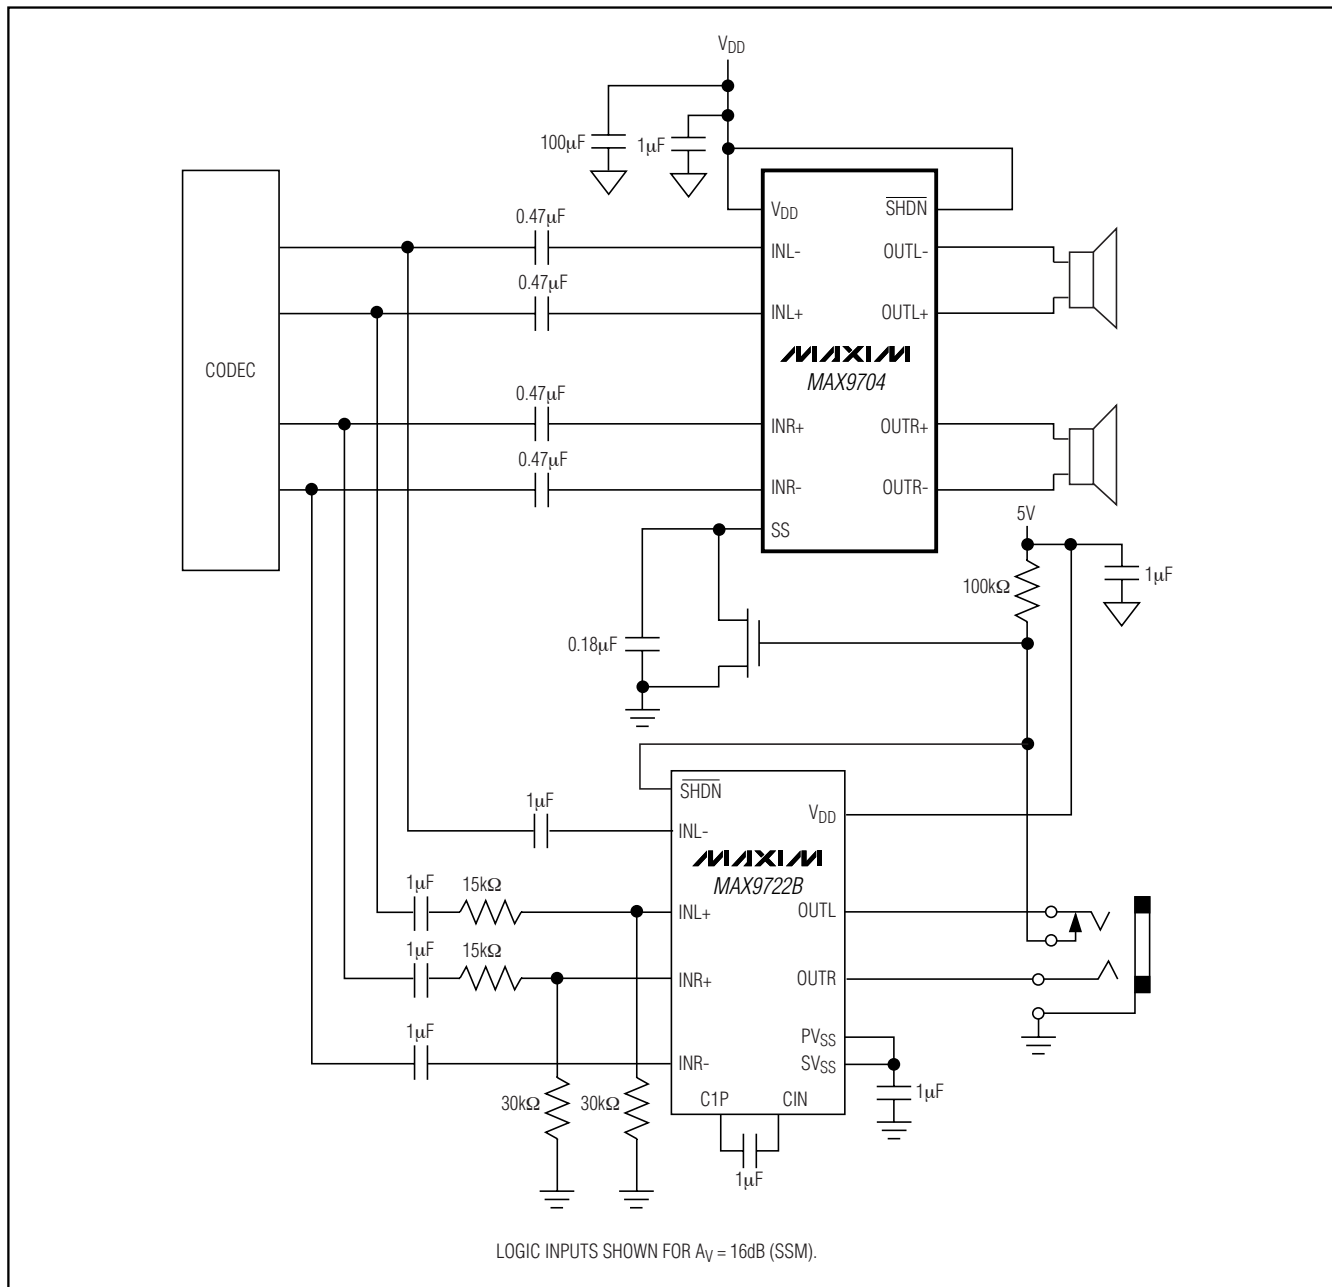 VDD
100µF
1µF
VDD
SHDN
0.47µF
INL-
OUTL-
0.47µF
INL+
OUTL+
CODEC
MAXIM
MAX9704
0.47µF
INR+
OUTR+
0.47µF
INR-
OUTR-
SS
5V
100kΩ
1µF
0.18µF
SHDN
1µF
VDD
INL-
MAXIM
MAX9722B
1µF
15kΩ
INL+
OUTL
1µF
15kΩ
INR+
OUTR
1µF
PVSS
INR-
SVSS
30kΩ
30kΩ
C1P
CIN
1µF
1µF
LOGIC INPUTS SHOWN FOR AV = 16dB (SSM).